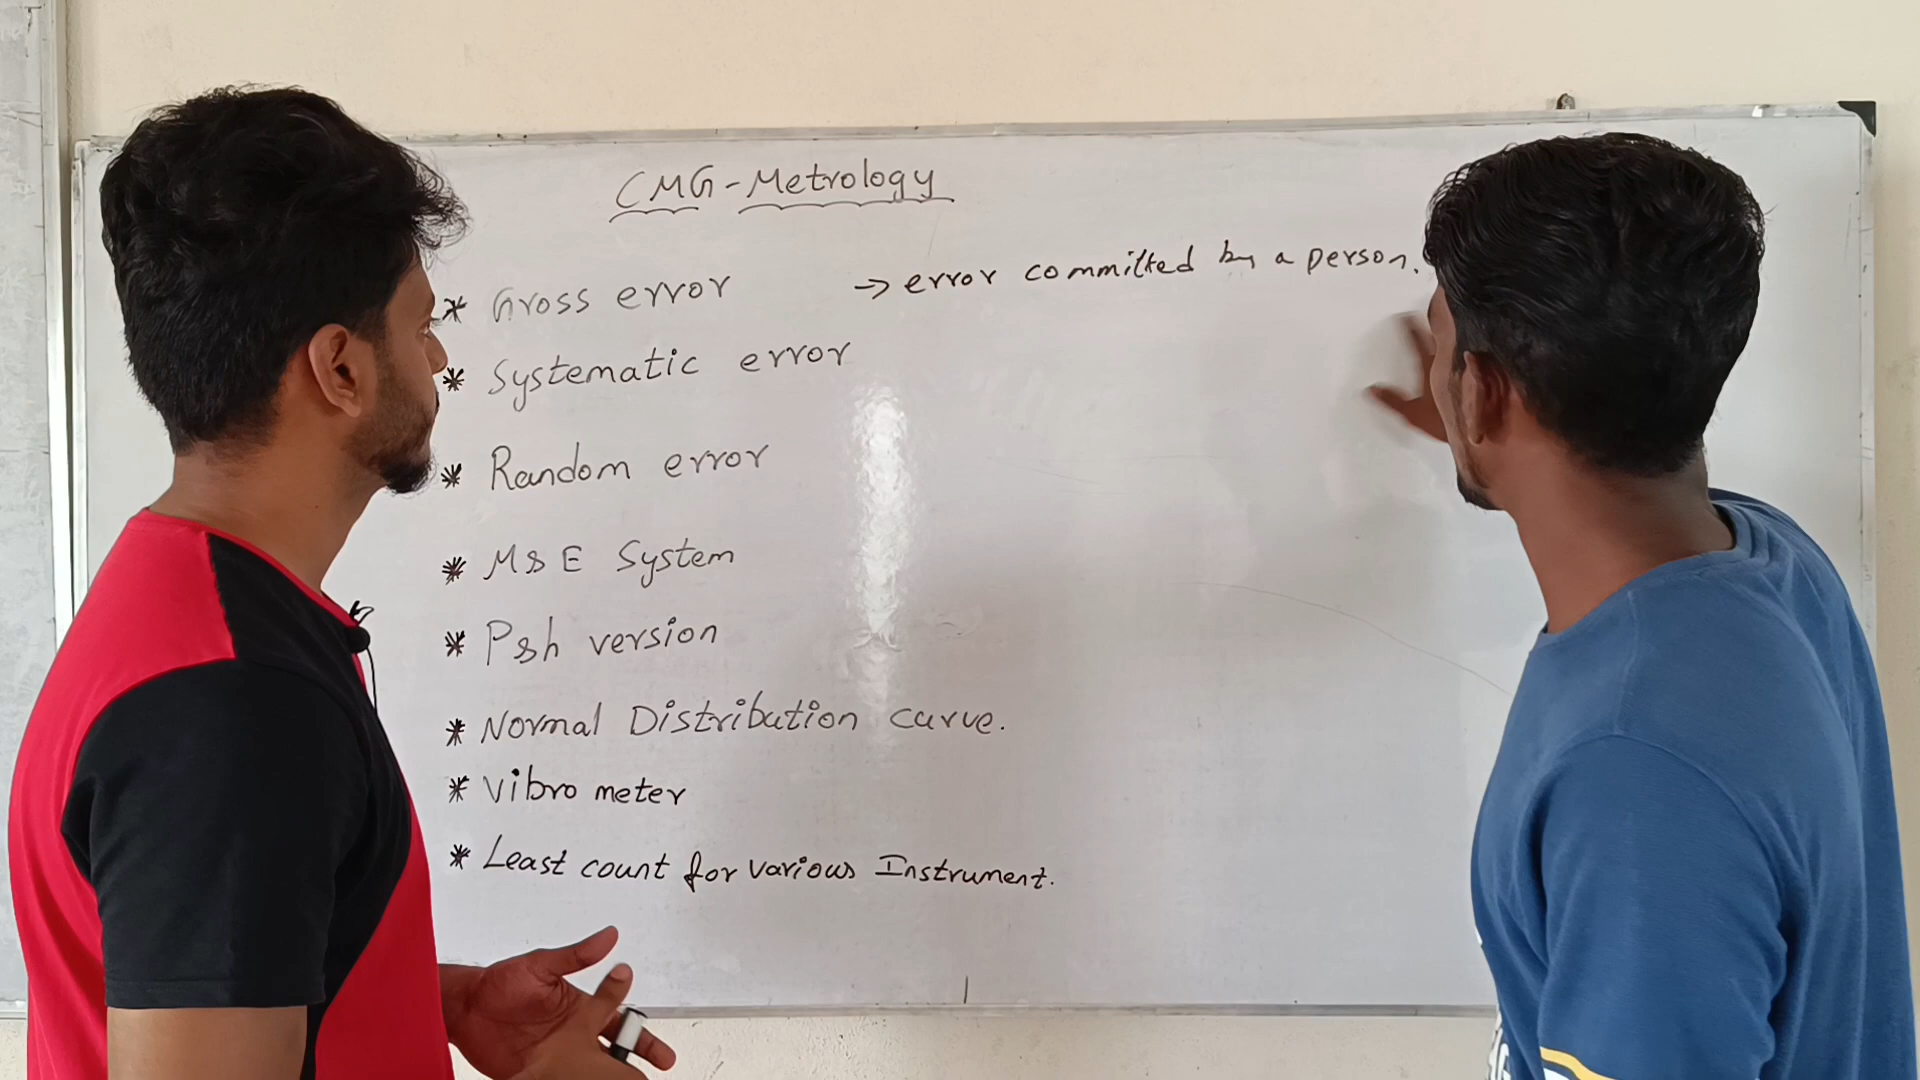 CMG-Metrology
* Gross error → error committed by a person.
* Systematic error
* Random error
* M & E System
* P&h version
* Normal Distribution curve.
* Vibro meter
* Least count for various Instrument.